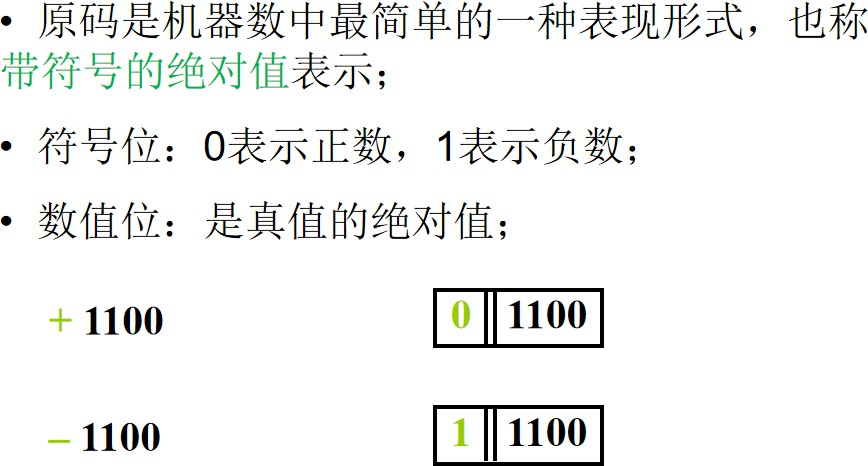 • 原码是机器数中最简单的一种表现形式，也称
带符号的绝对值表示；
• 符号位：0表示正数，1表示负数；
• 数值位：是真值的绝对值；
+ 1100 0 1100
– 1100 1 1100